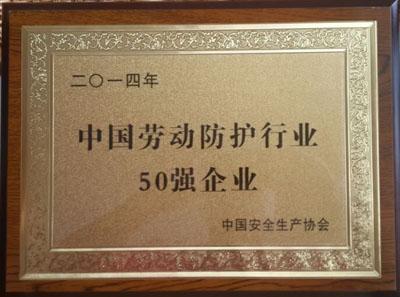 二〇一四年
中国劳动防护行业
50强企业
中国安全生产协会